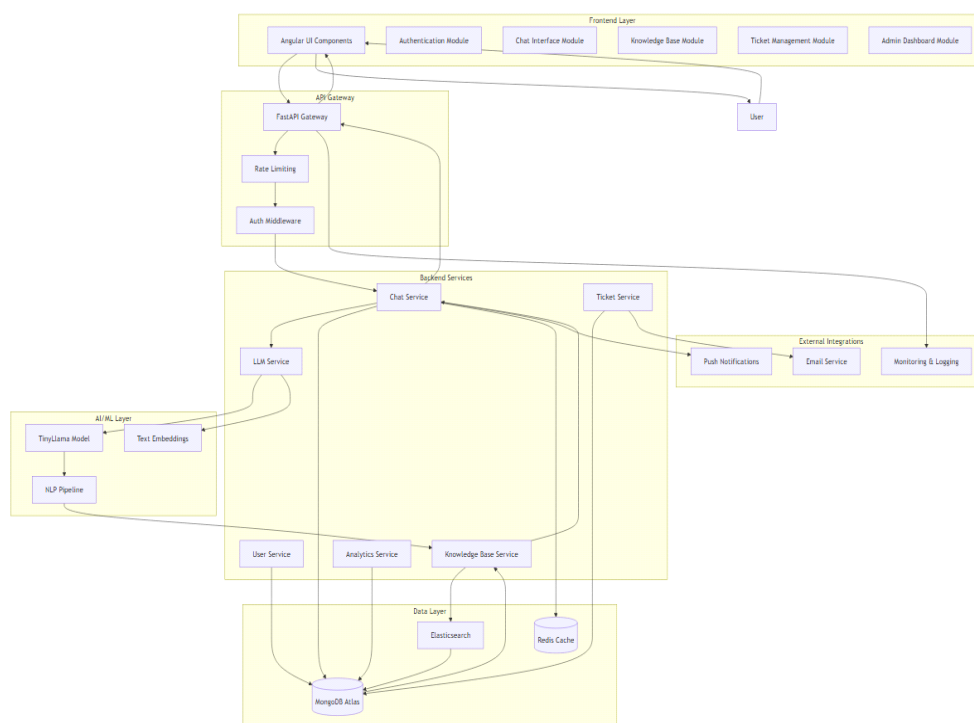 Frontend Layer
Angular UI Components
Authentication Module
Chat Interface Module
Knowledge Base Module
Ticket Management Module
Admin Dashboard Module
API Gateway
FastAPI Gateway
User
Rate Limiting
Auth Middleware
Backend Services
Chat Service
Ticket Service
External Integrations
LLM Service
Push Notifications
Email Service
Monitoring & Logging
AI/ML Layer
TinyLlama Model
Text Embeddings
NLP Pipeline
User Service
Analytics Service
Knowledge Base Service
Data Layer
Elasticsearch
Redis Cache
MongoDB Atlas